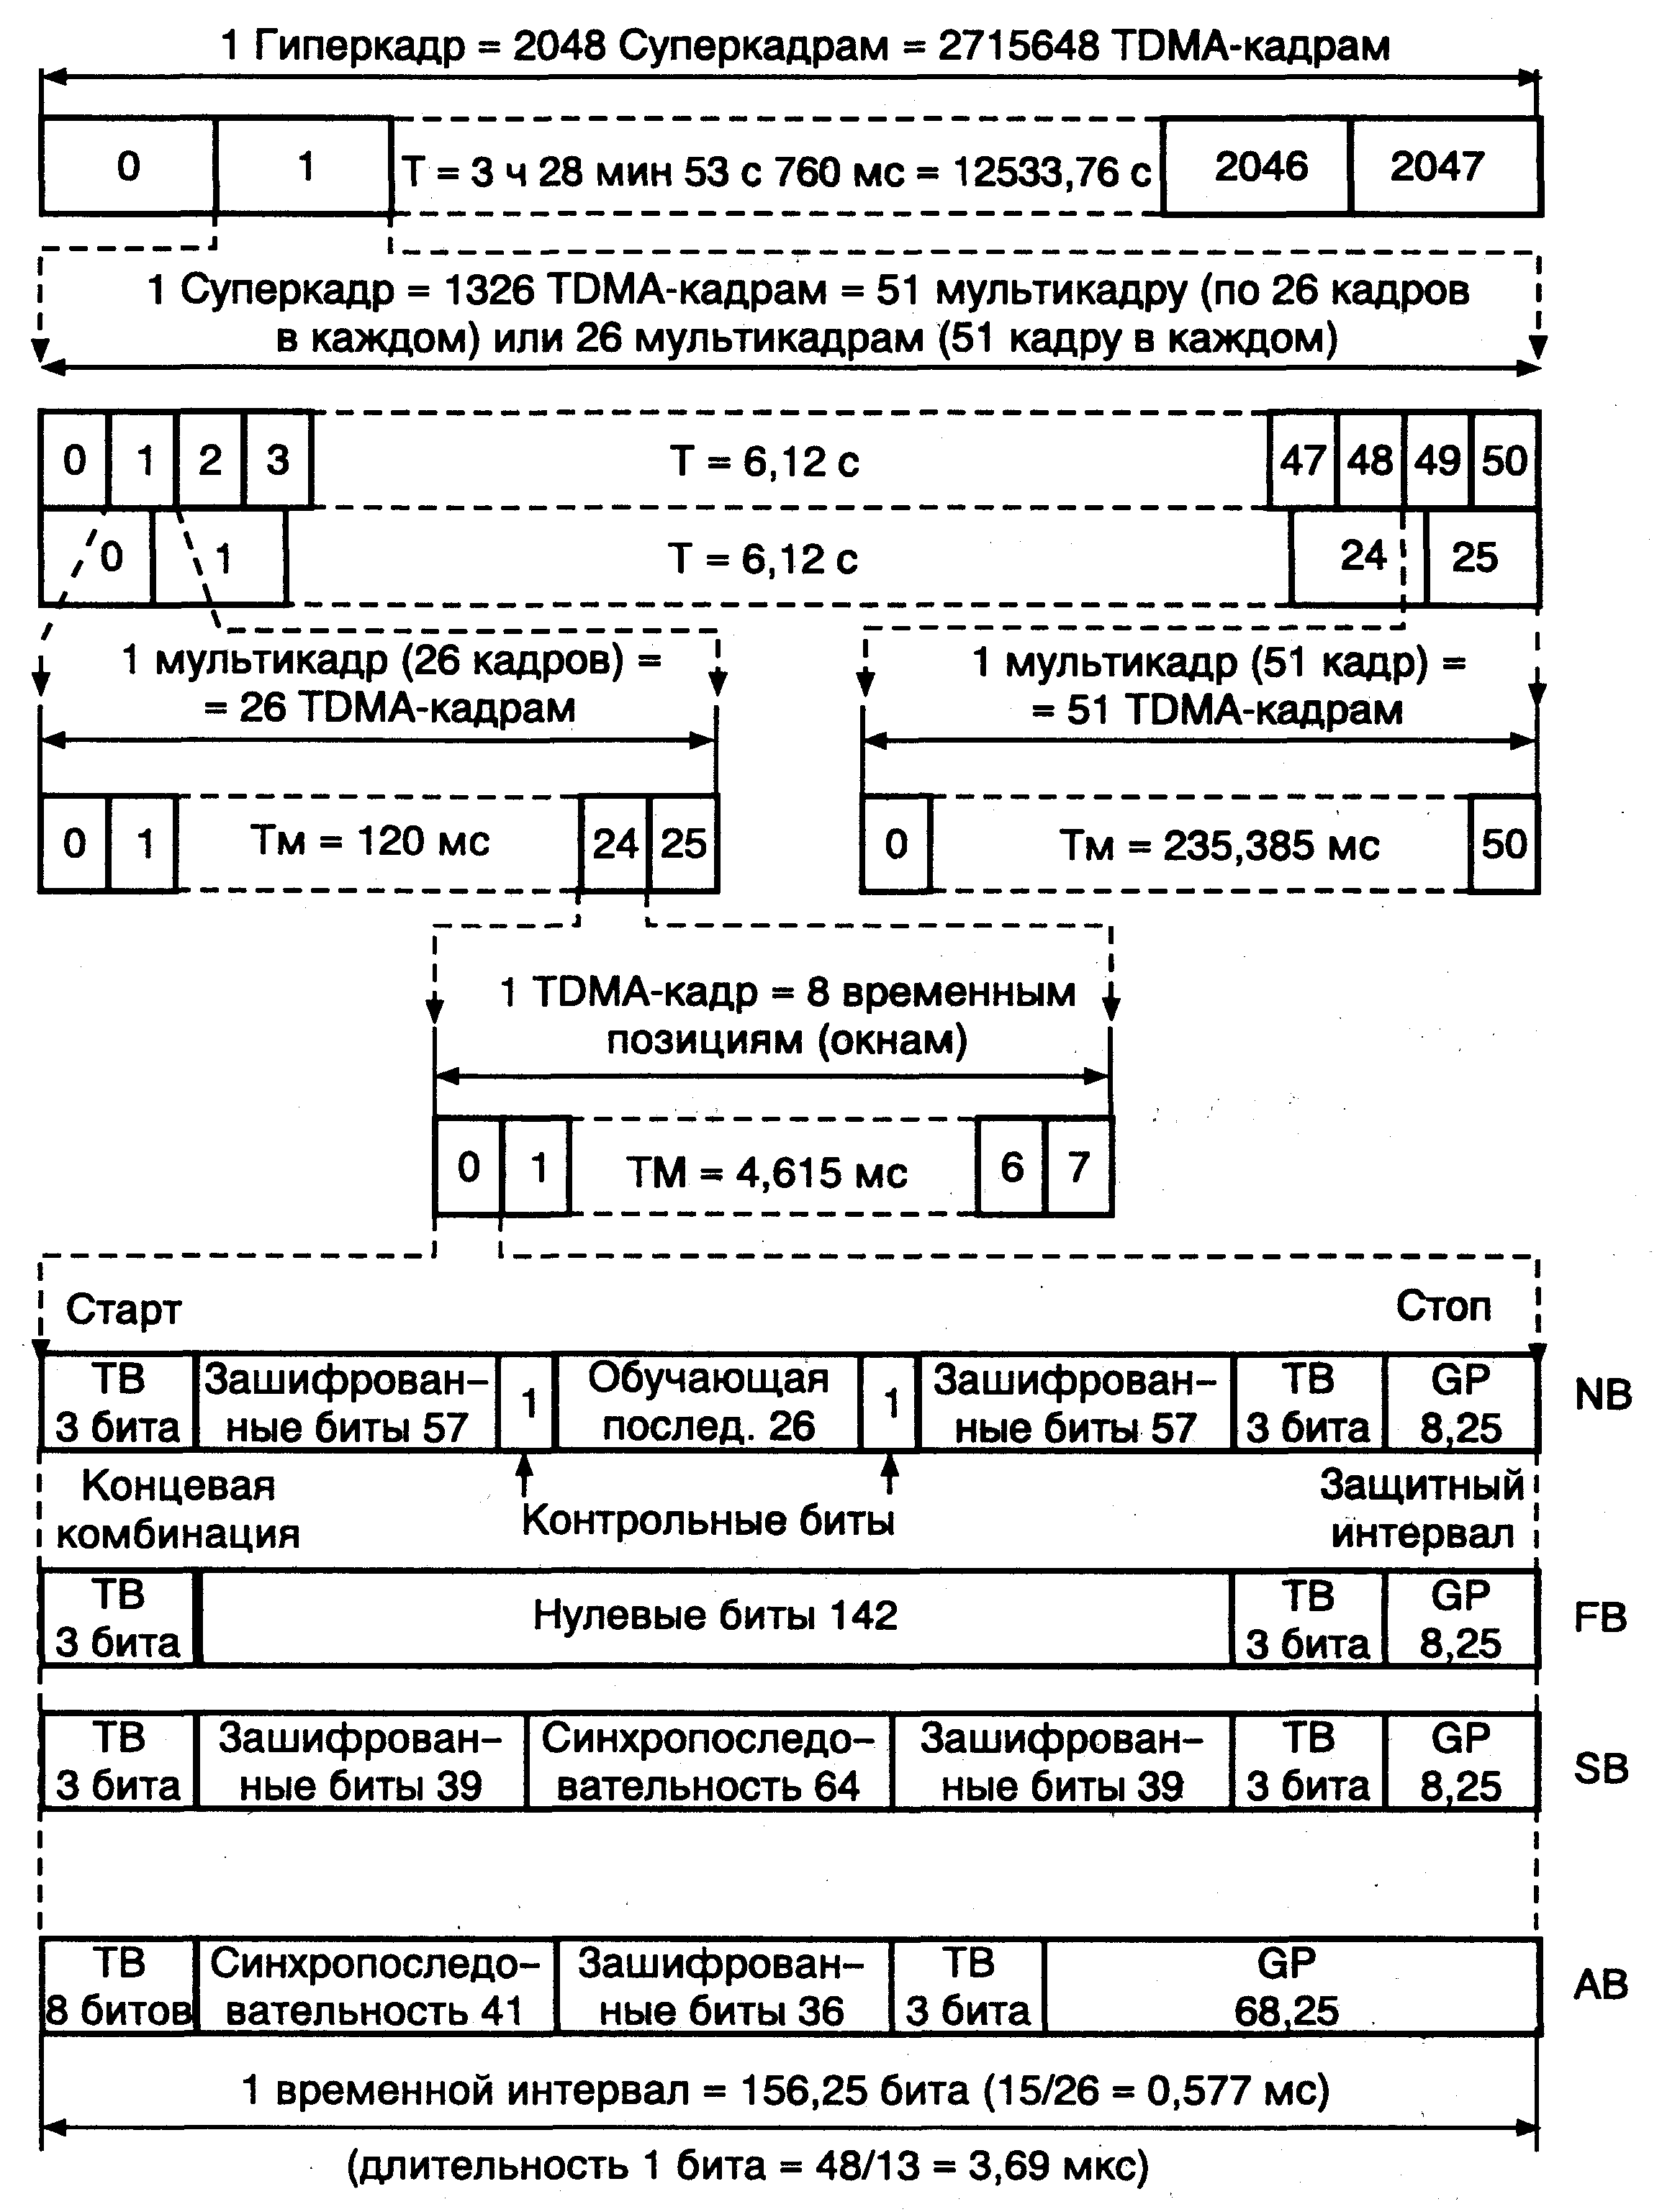 1 Гиперкадр = 2048 Суперкадрам = 2715648 TDMA-кадрам
0 1 T = 3 ч 28 мин 53 с 760 мс = 12533,76 с 2046 2047
1 Суперкадр = 1326 TDMA-кадрам = 51 мультикадру (по 26 кадров
в каждом) или 26 мультикадрам (51 кадру в каждом)
0 1 2 3 T = 6,12 с 47 48 49 50
0 1 T = 6,12 с 24 25
1 мультикадр (26 кадров) =
= 26 TDMA-кадрам
1 мультикадр (51 кадр) =
= 51 TDMA-кадрам
0 1 Тм = 120 мс 24 25
0 Тм = 235,385 мс 50
1 TDMA-кадр = 8 временным
позициям (окнам)
0 1 ТМ = 4,615 мс 6 7
Старт
Стоп
ТВ
3 бита
Зашифрован-
ные биты 57
1
Обучающая
послед. 26
1
Зашифрован-
ные биты 57
ТВ
3 бита
GP
8,25
NB
Концевая
комбинация
Контрольные биты
Защитный
интервал
ТВ
3 бита
Нулевые биты 142
ТВ
3 бита
GP
8,25
FB
ТВ
3 бита
Зашифрован-
ные биты 39
Синхропоследо-
вательность 64
Зашифрован-
ные биты 39
ТВ
3 бита
GP
8,25
SB
ТВ
8 битов
Синхропоследо-
вательность 41
Зашифрован-
ные биты 36
ТВ
3 бита
GP
68,25
AB
1 временной интервал = 156,25 бита (15/26 = 0,577 мс)
(длительность 1 бита = 48/13 = 3,69 мкс)